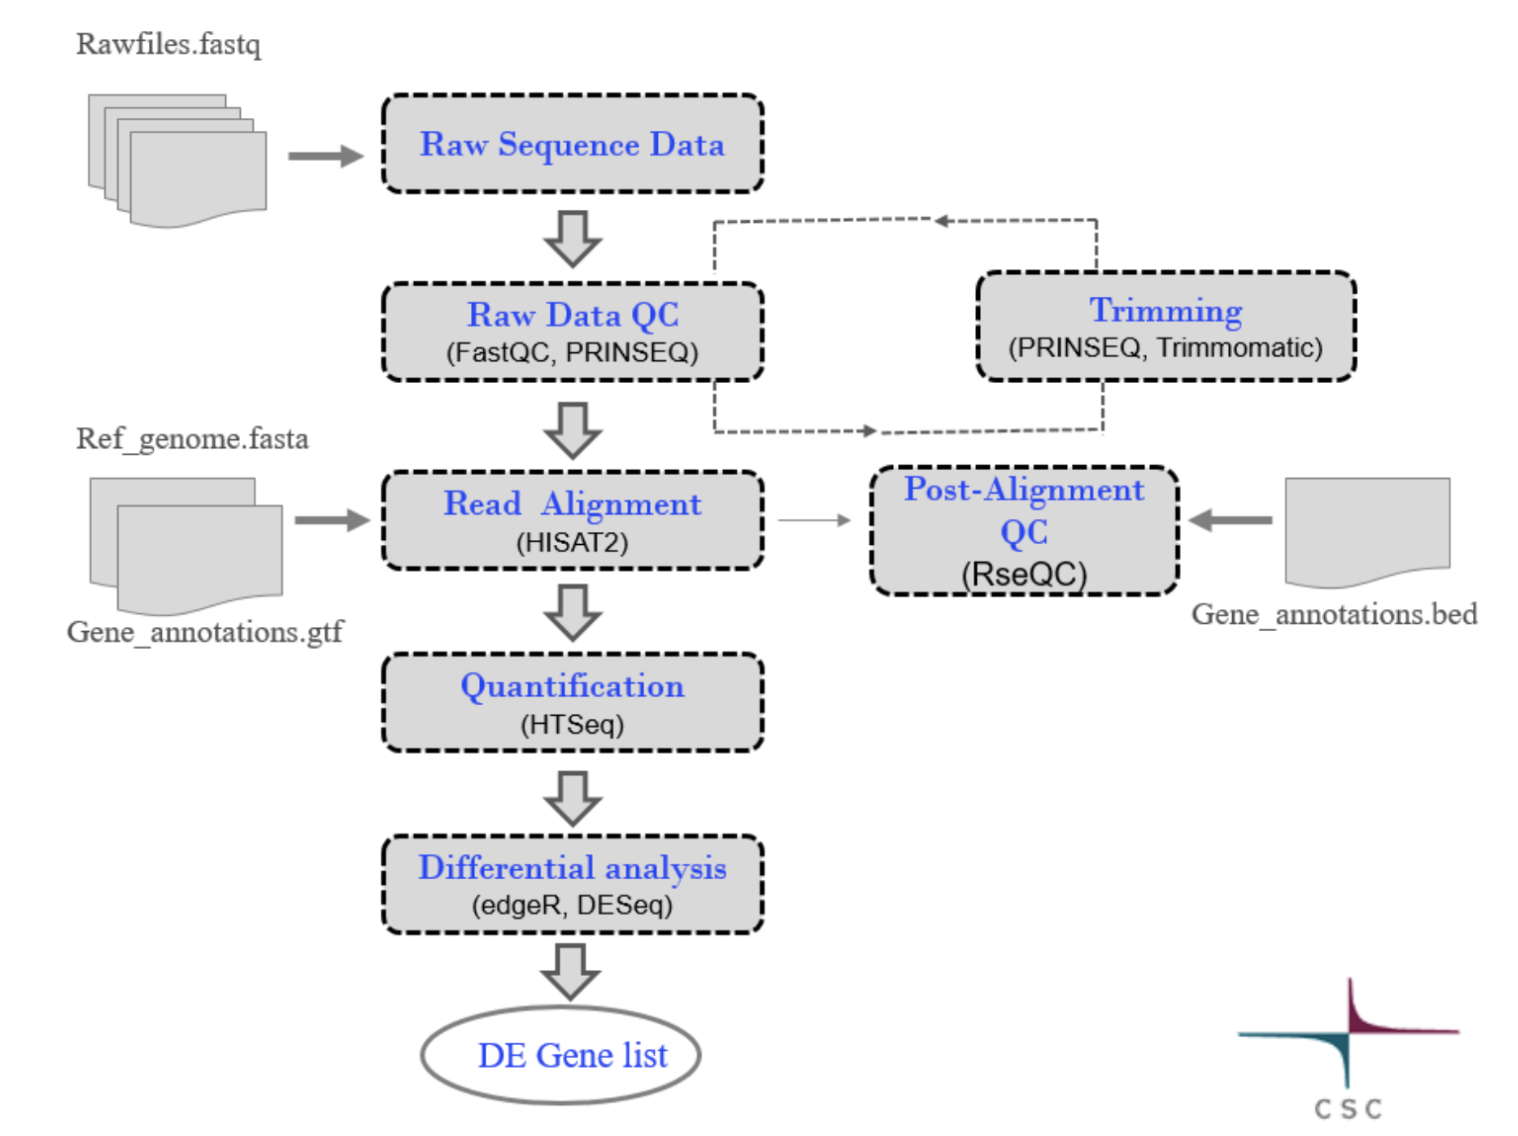 Rawfiles.fastq
Raw Sequence Data
Raw Data QC
(FastQC, PRINSEQ)
Trimming
(PRINSEQ, Trimmomatic)
Ref_genome.fasta
Gene_annotations.gtf
Read Alignment
(HISAT2)
Post-Alignment
QC
(RseQC)
Gene_annotations.bed
Quantification
(HTSeq)
Differential analysis
(edgeR, DESeq)
DE Gene list
CSC